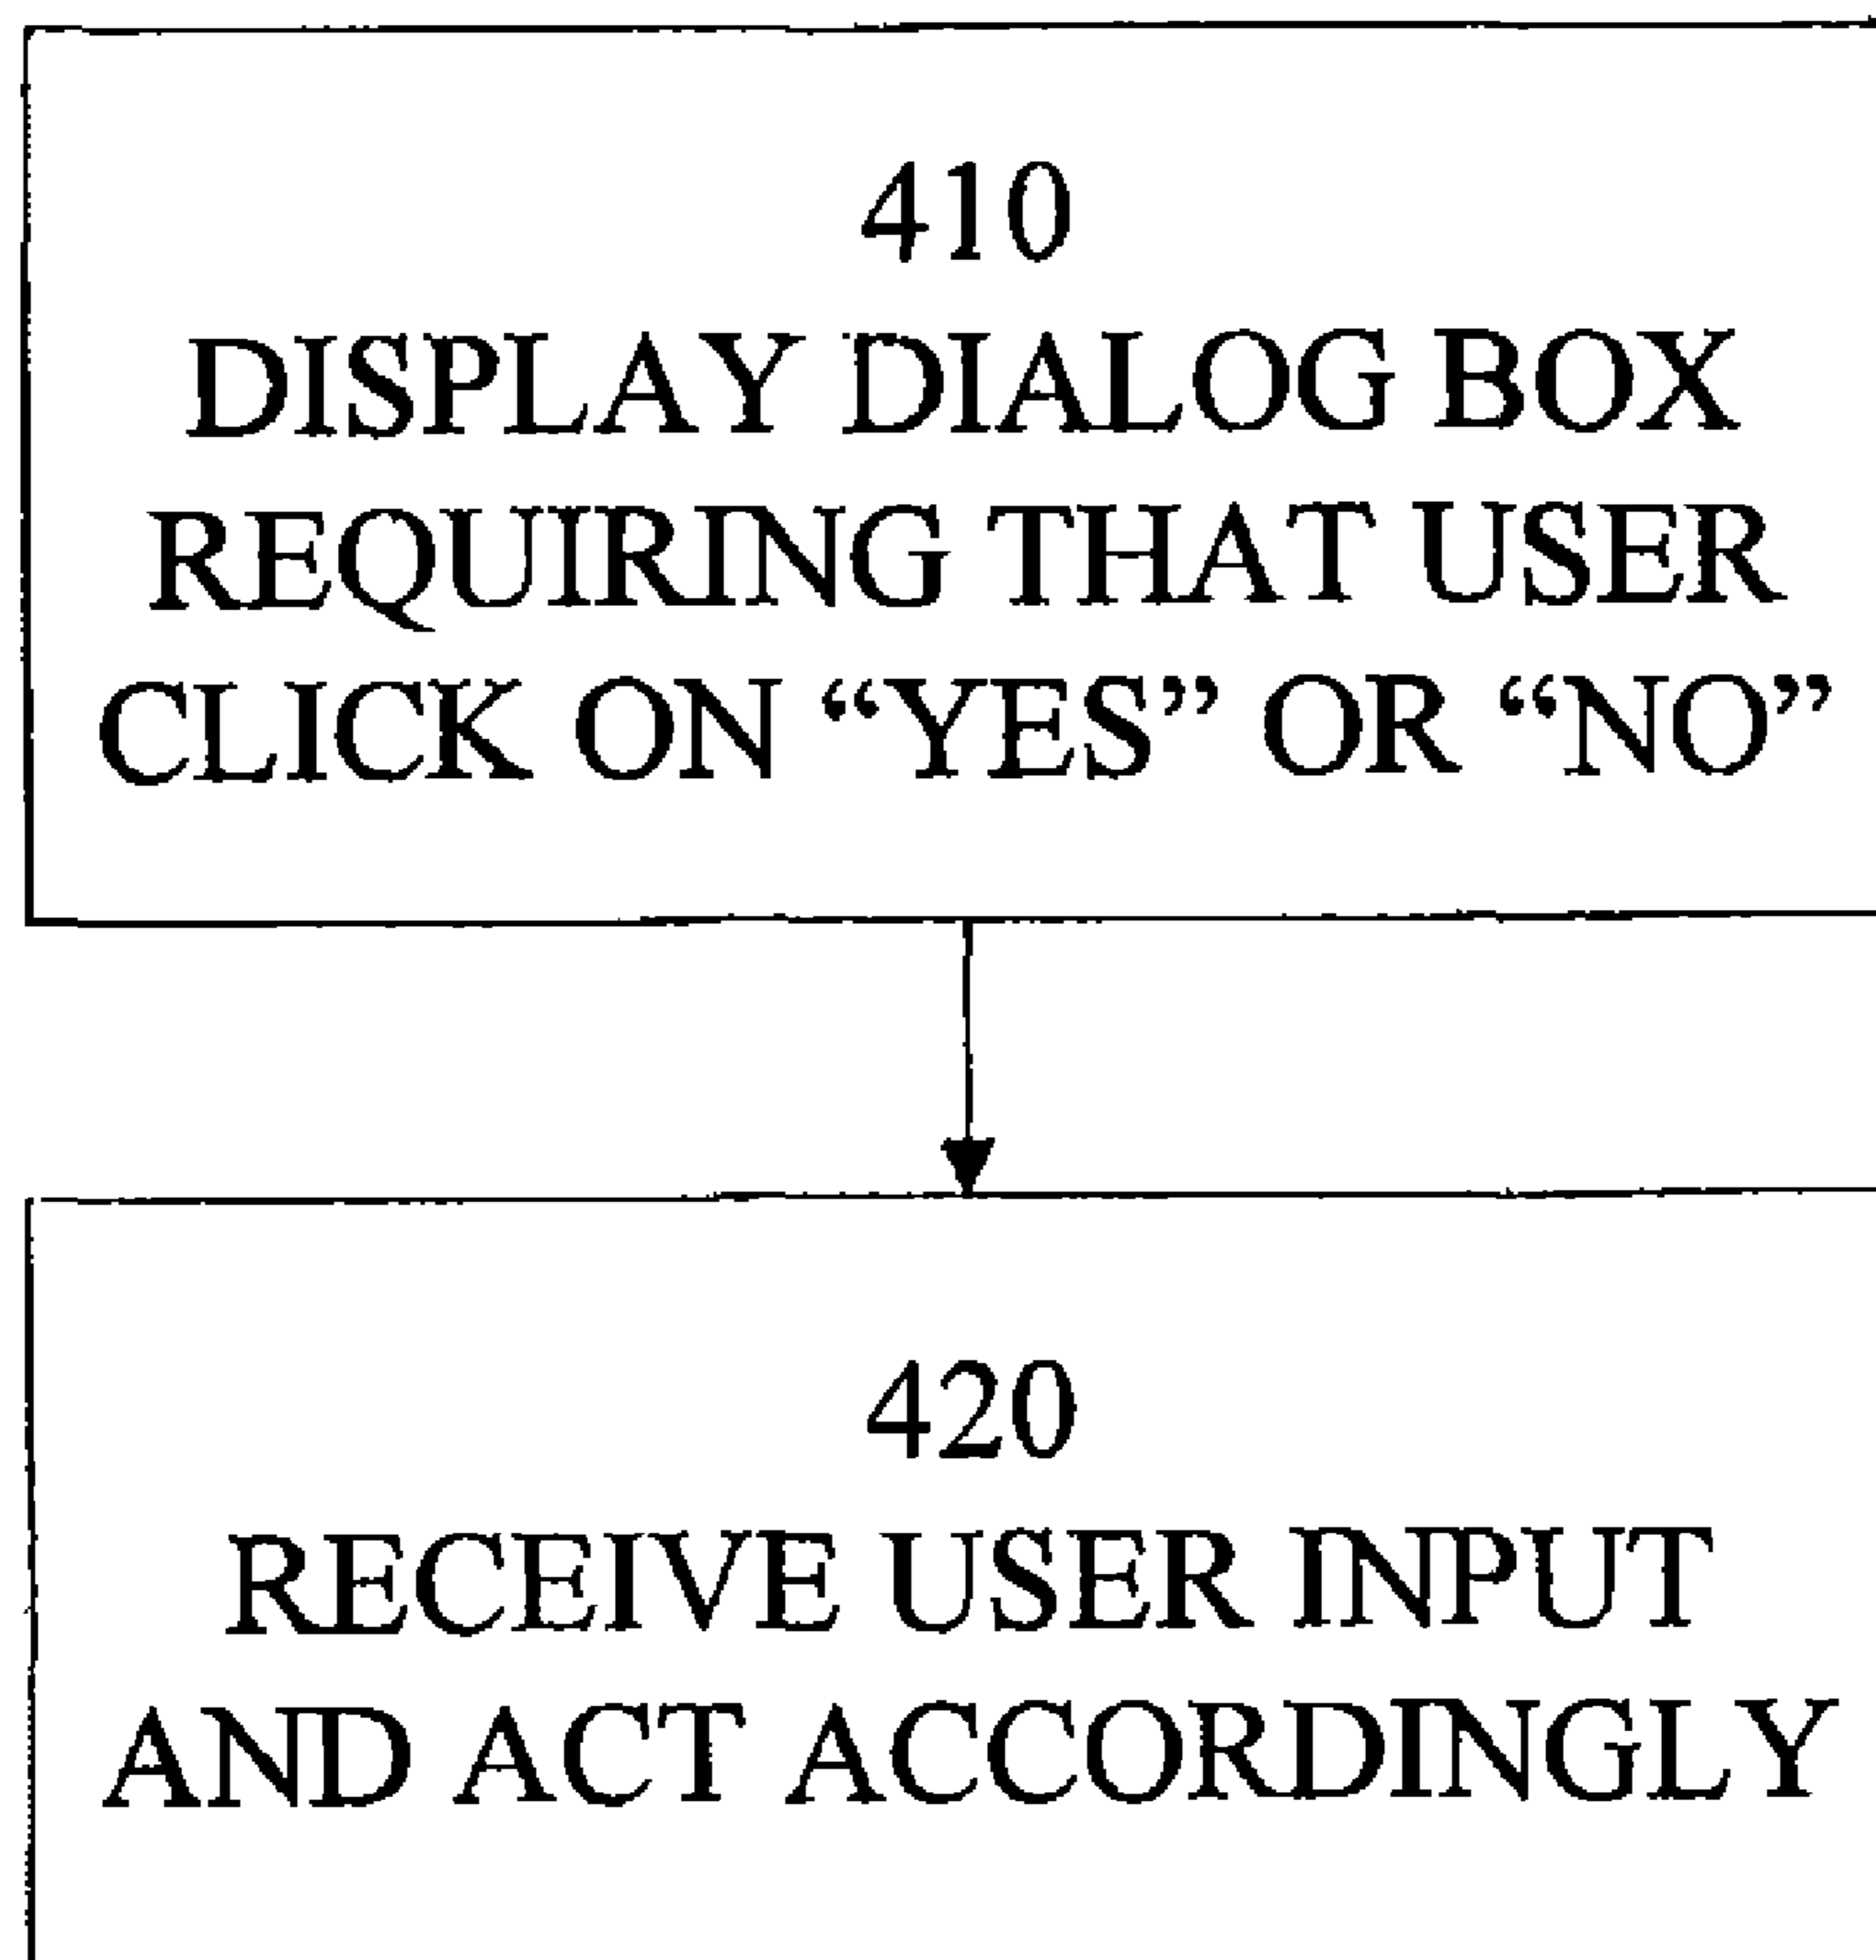 410
DISPLAY DIALOG BOX
REQUIRING THAT USER
CLICK ON “YES” OR “NO”
420
RECEIVE USER INPUT
AND ACT ACCORDINGLY